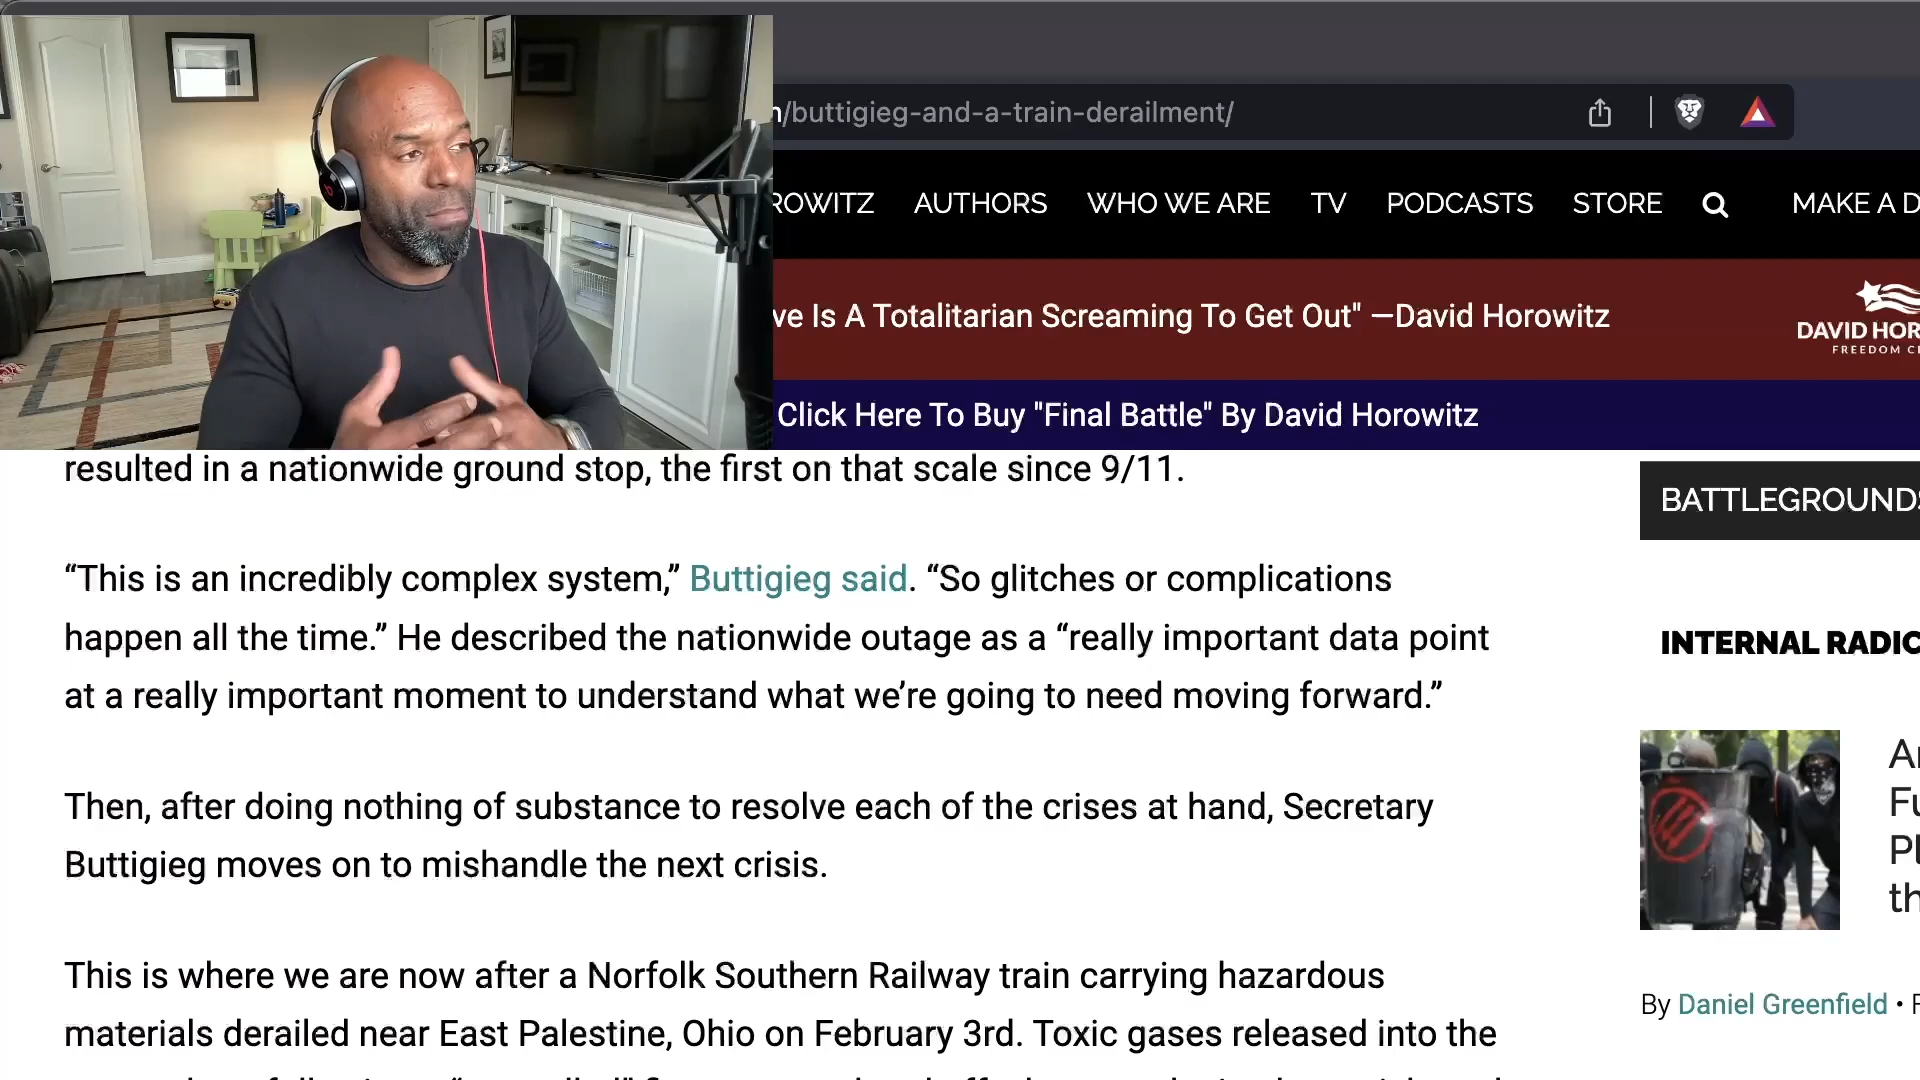 /buttigieg-and-a-train-derailment/
ROWITZ AUTHORS WHO WE ARE TV PODCASTS STORE MAKE A D
ve Is A Totalitarian Screaming To Get Out" —David Horowitz
DAVID HOR
FREEDOM C
Click Here To Buy "Final Battle" By David Horowitz
resulted in a nationwide ground stop, the first on that scale since 9/11.
“This is an incredibly complex system,” Buttigieg said. “So glitches or complications
happen all the time.” He described the nationwide outage as a “really important data point
at a really important moment to understand what we’re going to need moving forward.”
Then, after doing nothing of substance to resolve each of the crises at hand, Secretary
Buttigieg moves on to mishandle the next crisis.
This is where we are now after a Norfolk Southern Railway train carrying hazardous
materials derailed near East Palestine, Ohio on February 3rd. Toxic gases released into the
BATTLEGROUNDS
INTERNAL RADIC
Fu
Pl
th
By Daniel Greenfield •